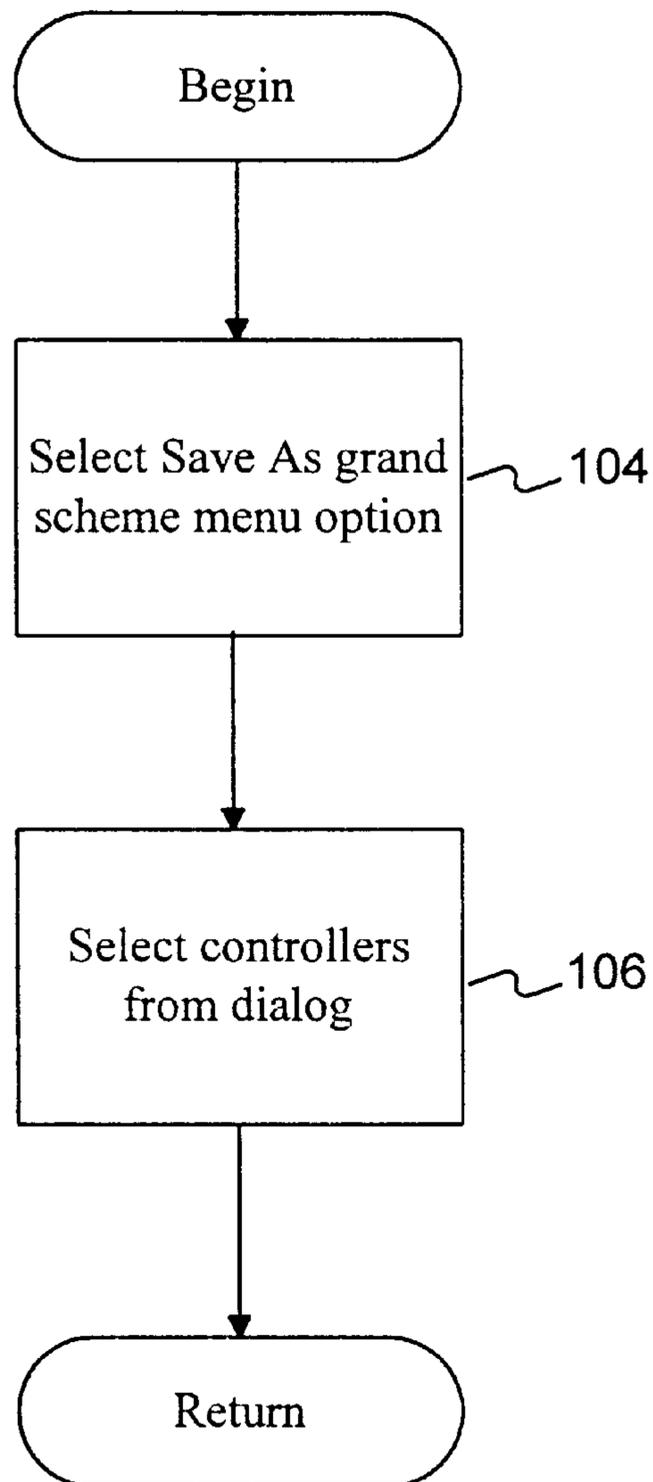 Begin
Select Save As grand
scheme menu option
104
Select controllers
from dialog
106
Return